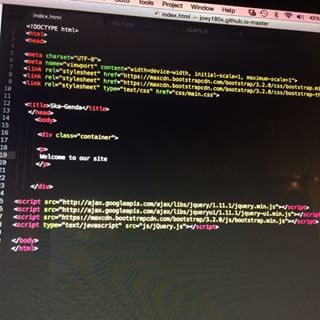 Goto Tools Project Window Help
index.html — joey180x.github.io-master
43%
index.html
jQuery.js
<!DOCTYPE html>
<html>
<head>
<meta charset="UTF-8">
<meta name="viewport" content="width=device-width, initial-scale=1, maximum-scale=1">
<link rel="stylesheet" href="https://maxcdn.bootstrapcdn.com/bootstrap/3.2.0/css/bootstrap.min
<link rel="stylesheet" href="https://maxcdn.bootstrapcdn.com/bootstrap/3.2.0/css/bootstrap-th
<link rel="stylesheet" type="text/css" href="css/main.css">
<title>Ska-Genda</title>
</head>
<body>
<div class="container">
<p>
19 Welcome to our site
</p>
</div>
<script src="http://ajax.googleapis.com/ajax/libs/jquery/1.11.1/jquery.min.js"></script>
<script src="http://ajax.googleapis.com/ajax/libs/jqueryui/1.11.1/jquery-ui.min.js"></script>
<script src="https://maxcdn.bootstrapcdn.com/bootstrap/3.2.0/js/bootstrap.min.js"></script>
<script type="text/javascript" src="js/jQuery.js"></script>
</body>
</html>